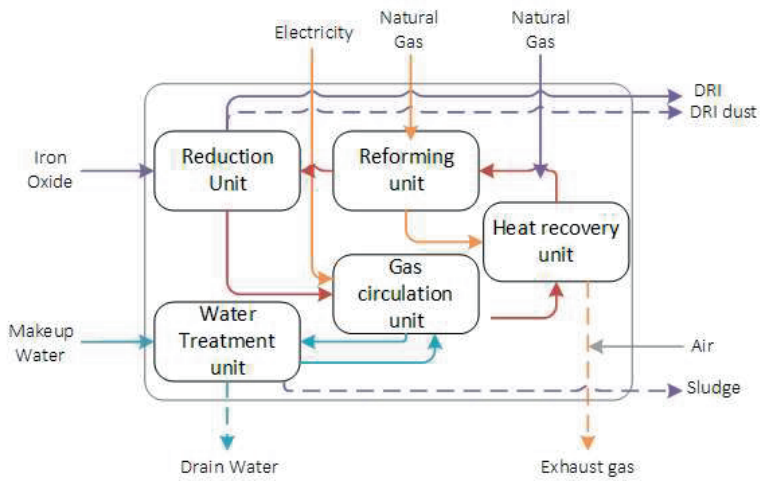 Electricity
Natural
Gas
Natural
Gas
DRI
DRI dust
Iron
Oxide
Reduction
Unit
Reforming
unit
Heat recovery
unit
Gas
circulation
unit
Makeup
Water
Water
Treatment
unit
Air
Sludge
Drain Water
Exhaust gas